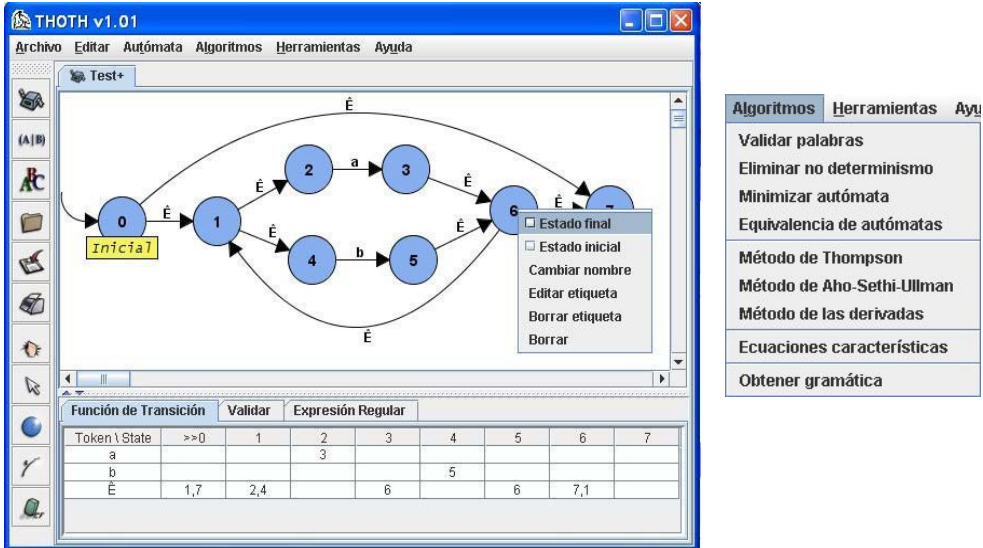 THOTH v1.01
Archivo Editar Autómata Algoritmos Herramientas Ayuda
Test+
(A|B)
ABC
Ê
2 a 3
Ê Ê
0 Ê 1 6 Ê 7
Inicial
Ê Ê
4 b 5
Ê
Estado final
Estado inicial
Cambiar nombre
Editar etiqueta
Borrar etiqueta
Borrar
Función de Transición Validar Expresión Regular
Token \ State >>0 1 2 3 4 5 6 7
a 3
b 5
Ê 1,7 2,4 6 6 7,1
Algoritmos Herramientas Ayu
Validar palabras
Eliminar no determinismo
Minimizar autómata
Equivalencia de autómatas
Método de Thompson
Método de Aho-Sethi-Ullman
Método de las derivadas
Ecuaciones características
Obtener gramática